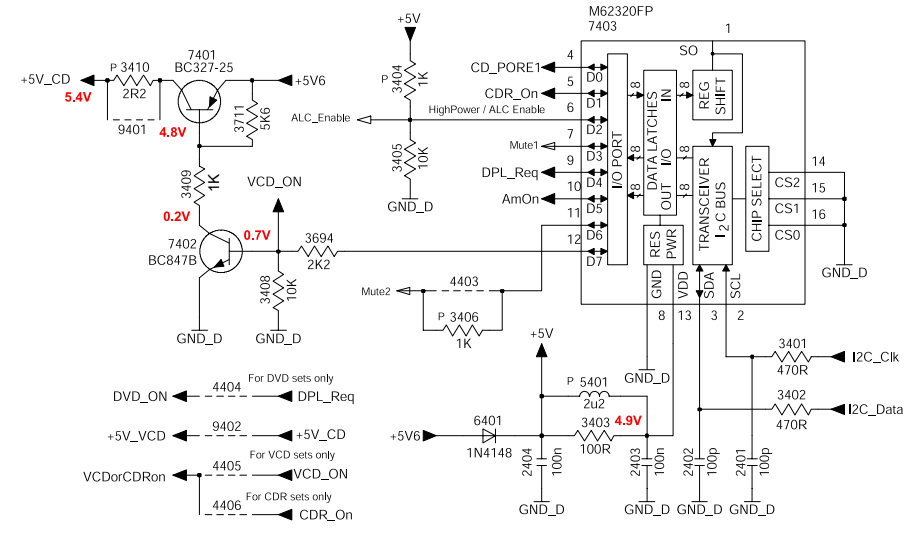 M62320FP
7403
1
SO
+5V
7401
BC327-25
+5V_CD
P 3410
2R2
+5V6
5.4V
9401
4.8V
3711
5K6
P 3404
1K
ALC_Enable
HighPower / ALC Enable
3405
10K
GND_D
4
CD_PORE1
D0
5
CDR_On
D1
6
D2
7
Mute1
D3
9
DPL_Req
D4
10
AmOn
D5
11
D6
12
D7
I/O PORT
8
8
8
8
8
8
DATA LATCHES
IN
I/O
OUT
REG
SHIFT
TRANSCEIVER
I2C BUS
CHIP SELECT
14
CS2
15
CS1
16
CS0
GND_D
RES
PWR
GND
VDD
SDA
SCL
8
13
3
2
3409
1K
VCD_ON
0.2V
7402
BC847B
0.7V
3694
2K2
3408
10K
GND_D
GND_D
Mute2
4403
P 3406
1K
GND_D
+5V
3401
470R
I2C_Clk
3402
470R
I2C_Data
P 5401
2u2
+5V6
6401
1N4148
3403
100R
4.9V
2404
100n
2403
100n
2402
100p
2401
100p
GND_D
GND_D
GND_D
GND_D
For DVD sets only
DVD_ON
4404
DPL_Req
+5V_VCD
9402
+5V_CD
For VCD sets only
VCDorCDRon
4405
VCD_ON
For CDR sets only
4406
CDR_On